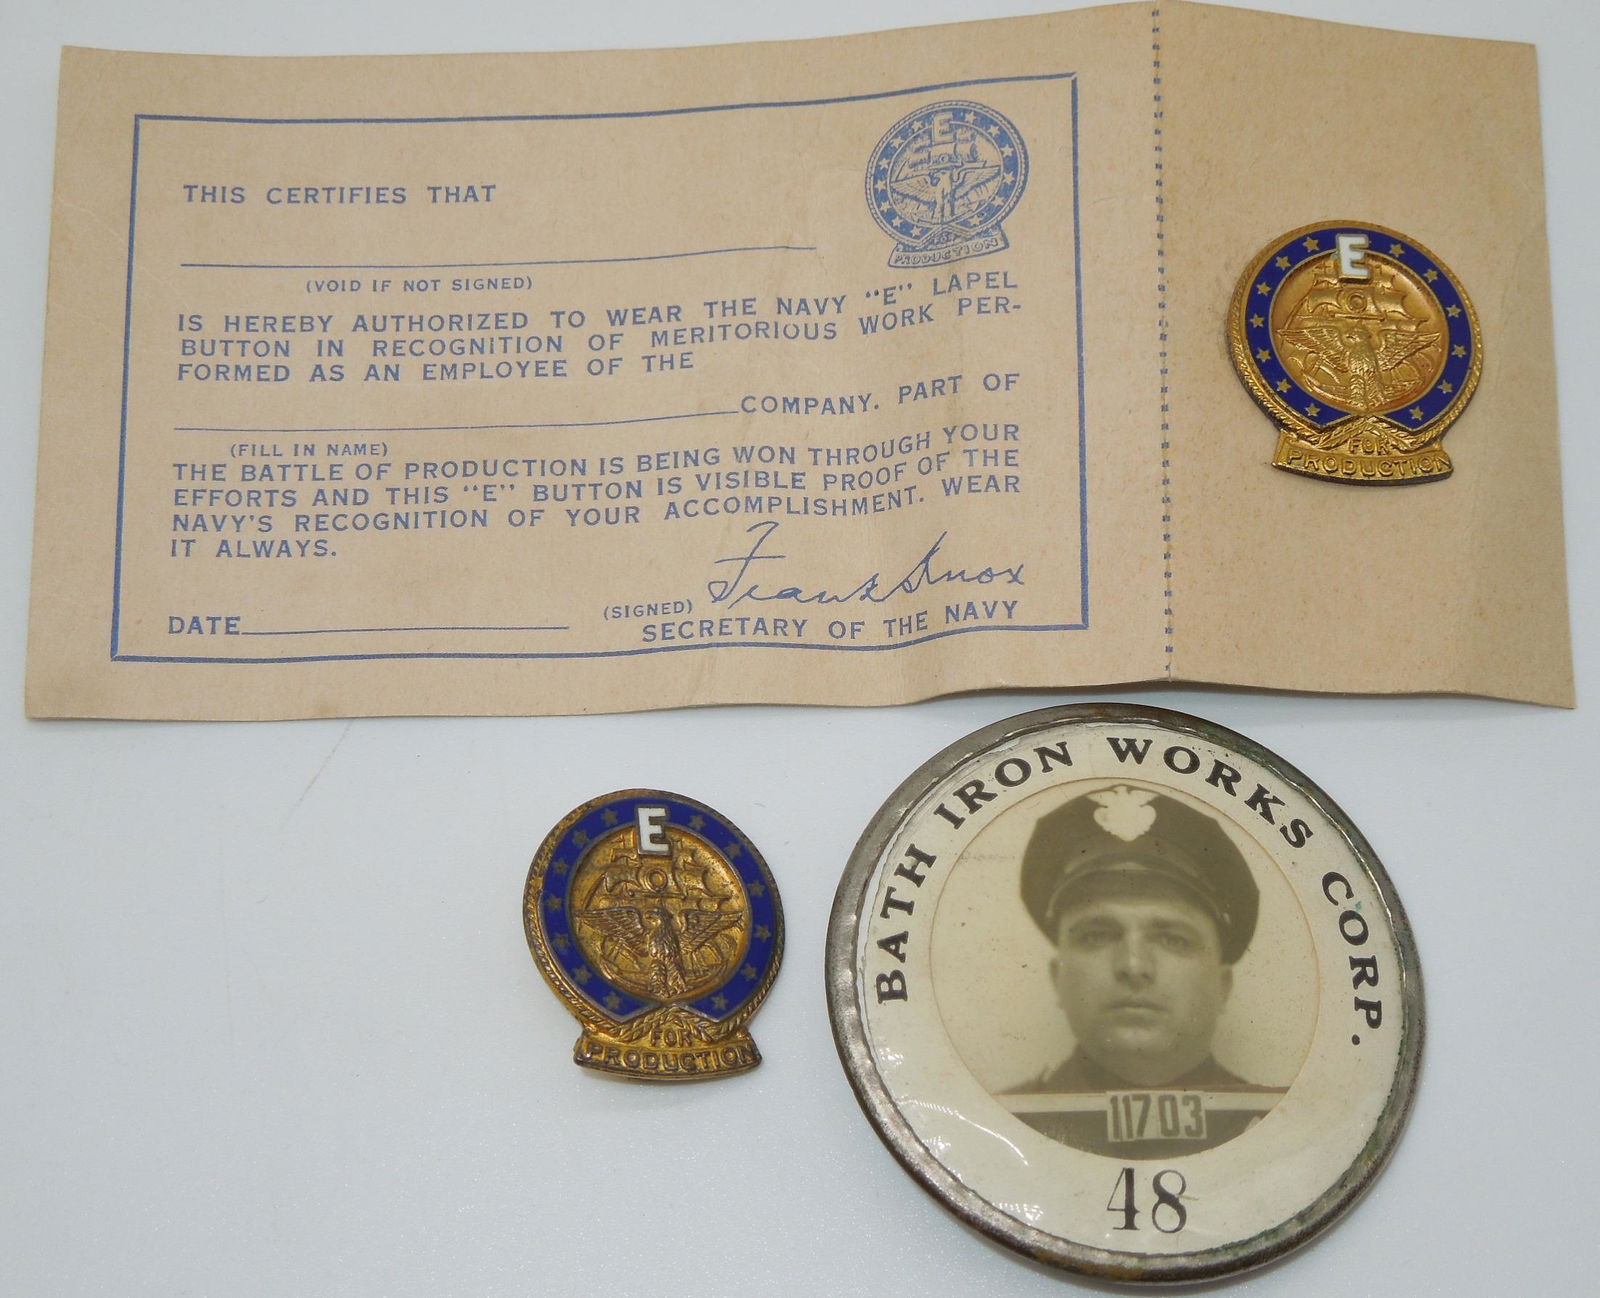 THIS CERTIFIES THAT
(VOID IF NOT SIGNED)
IS HEREBY AUTHORIZED TO WEAR THE NAVY "E" LAPEL
BUTTON IN RECOGNITION OF MERITORIOUS WORK PER-
FORMED AS AN EMPLOYEE OF THE
COMPANY. PART OF
(FILL IN NAME)
THE BATTLE OF PRODUCTION IS BEING WON THROUGH YOUR
EFFORTS AND THIS "E" BUTTON IS VISIBLE PROOF OF THE
NAVY'S RECOGNITION OF YOUR ACCOMPLISHMENT. WEAR
IT ALWAYS.
DATE
(SIGNED) Frank Knox
SECRETARY OF THE NAVY
E
FOR
PRODUCTION
E
FOR
PRODUCTION
E
FOR
PRODUCTION
BATH IRON WORKS CORP.
11703
48